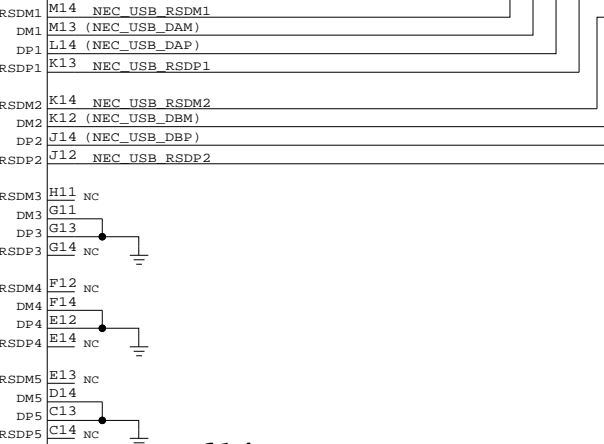 RSDM1 M14 NEC_USB_RSDM1
DM1 M13 (NEC_USB_DAM)
DP1 L14 (NEC_USB_DAP)
RSDP1 K13 NEC_USB_RSDP1
RSDM2 K14 NEC_USB_RSDM2
DM2 K12 (NEC_USB_DBM)
DP2 J14 (NEC_USB_DBP)
RSDP2 J12 NEC_USB_RSDP2
RSDM3 H11 NC
DM3 G11
DP3 G13
RSDP3 G14 NC
RSDM4 F12 NC
DM4 F14
DP4 E12
RSDP4 E14 NC
RSDM5 E13 NC
DM5 D14
DP5 C13
RSDP5 C14 NC